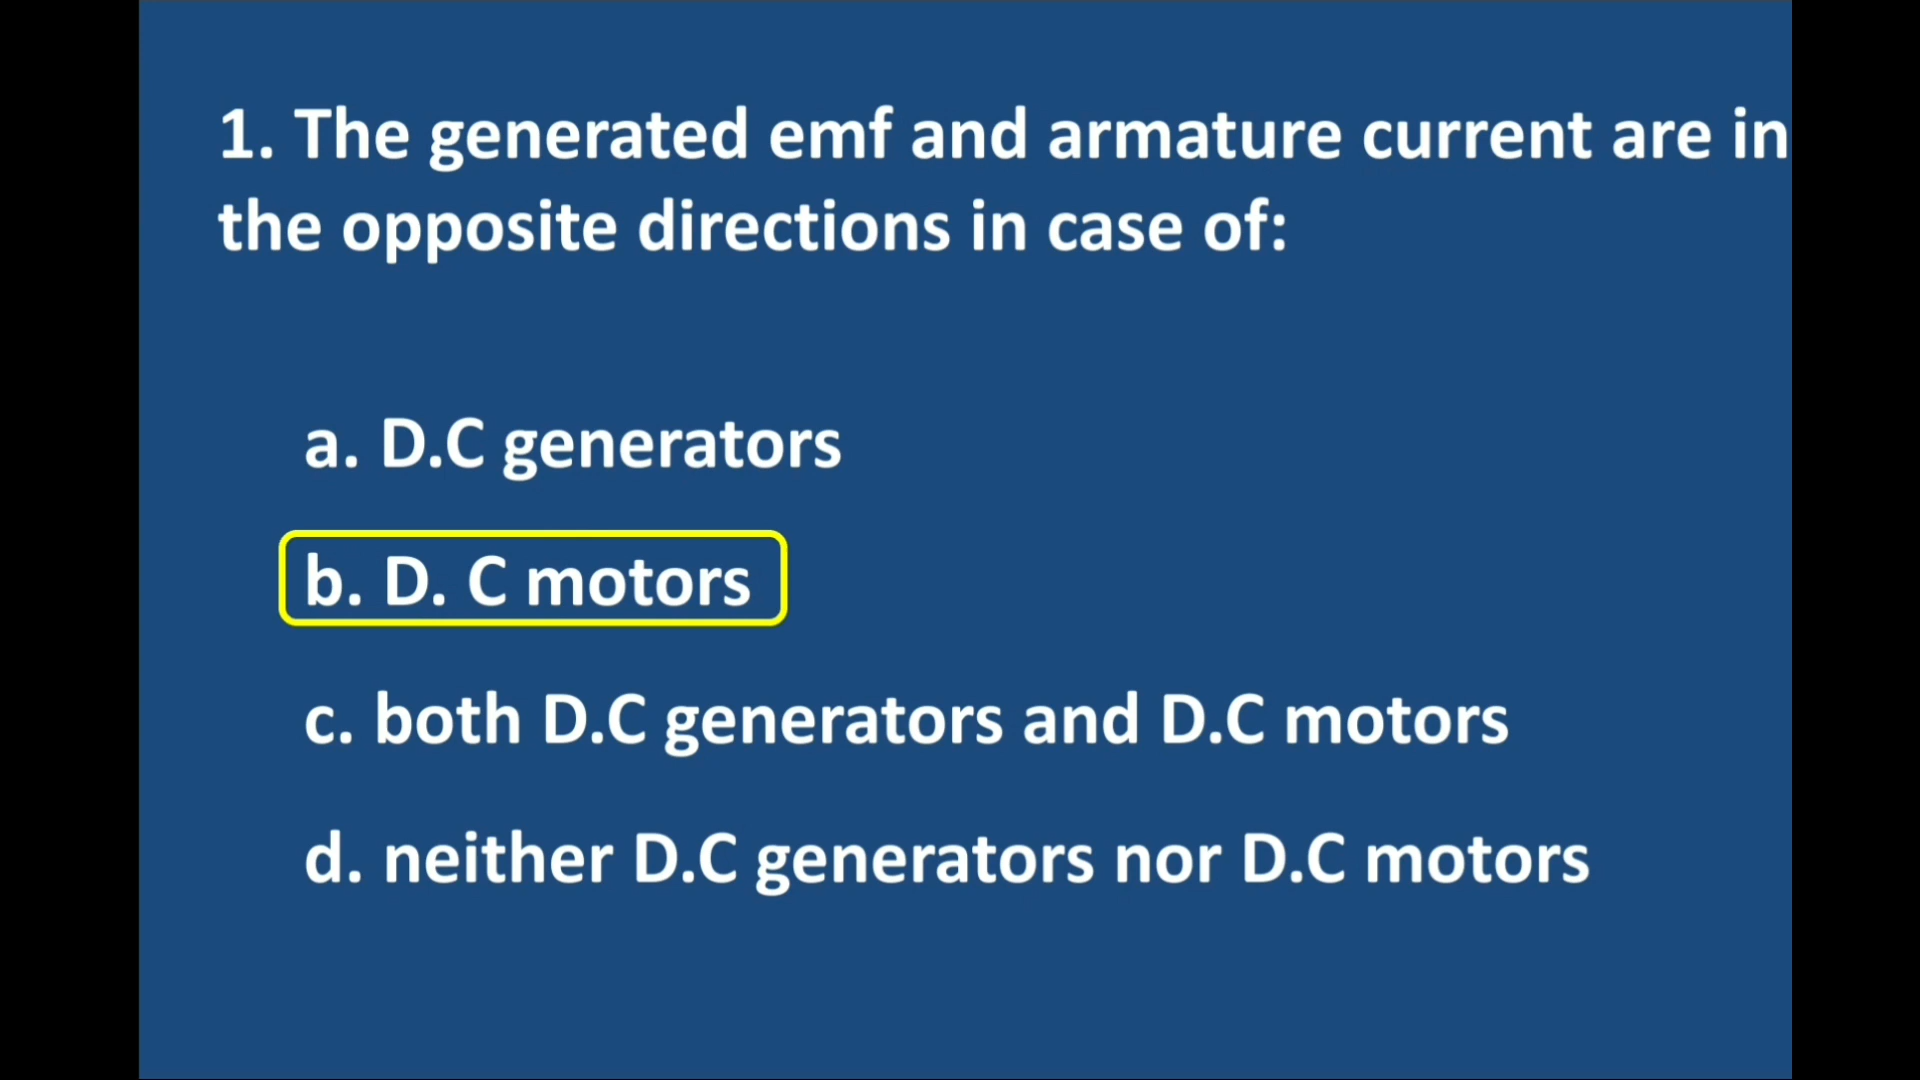 1. The generated emf and armature current are in
the opposite directions in case of:
a. D.C generators
b. D. C motors
c. both D.C generators and D.C motors
d. neither D.C generators nor D.C motors